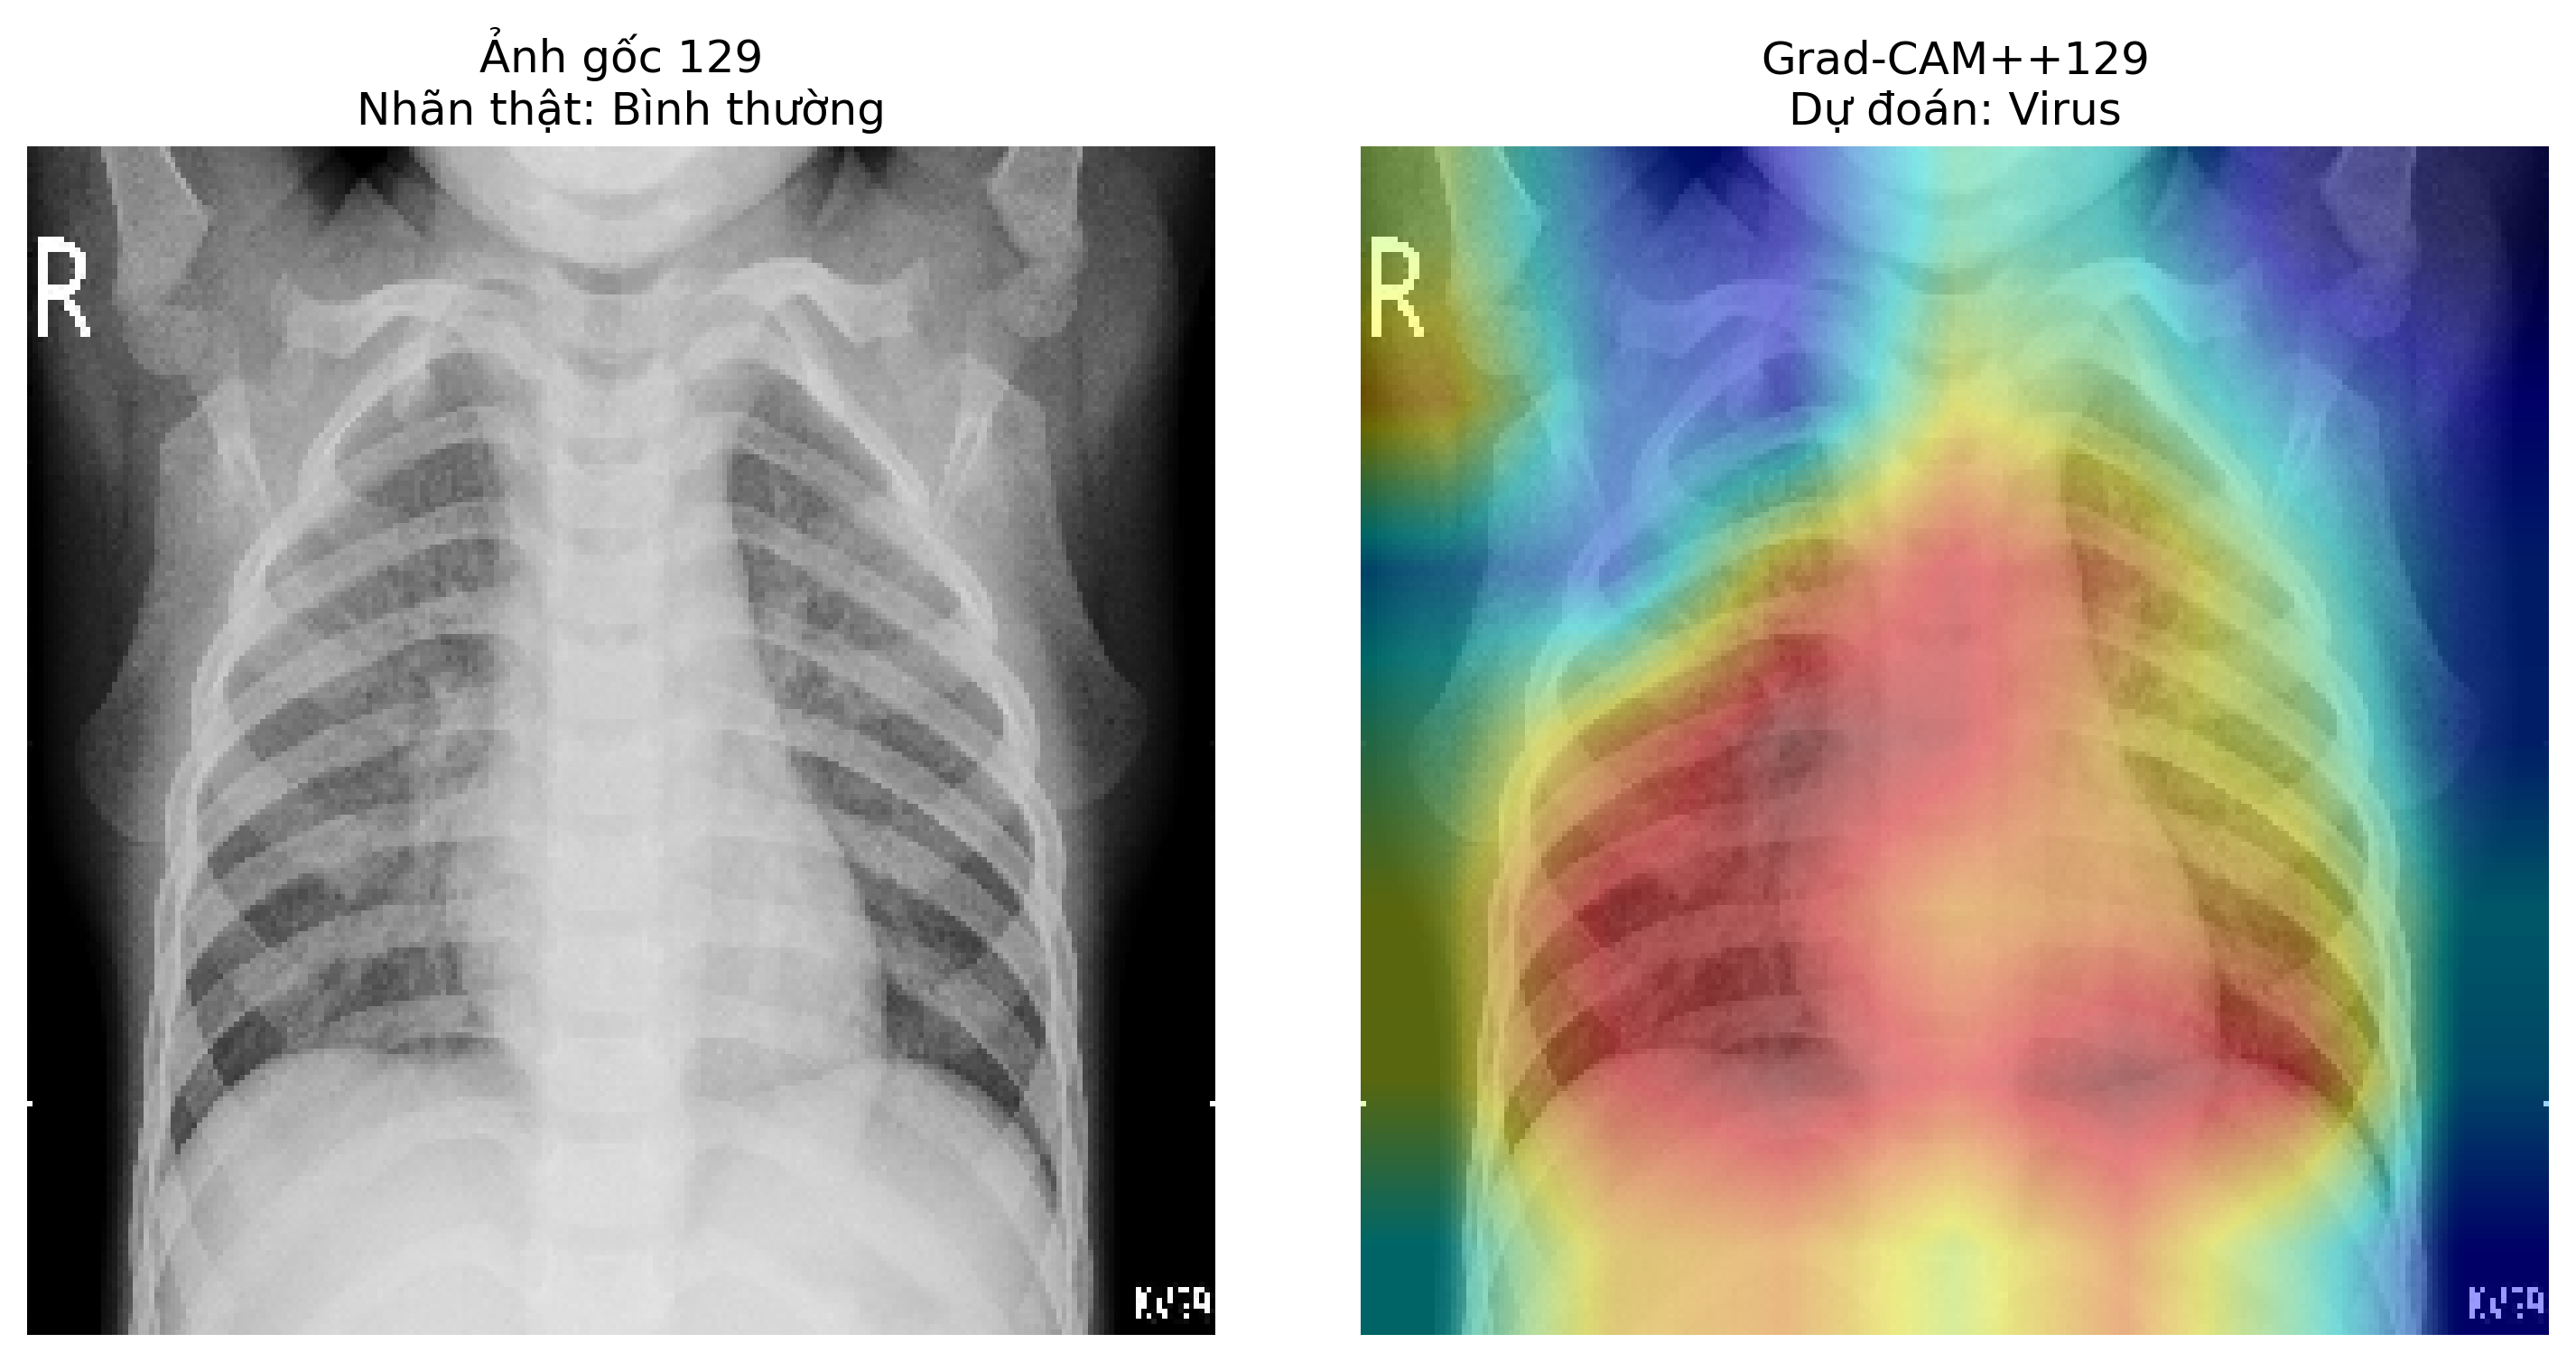 Ảnh gốc 129
Nhãn thật: Bình thường
Grad-CAM++129
Dự đoán: Virus
R
R